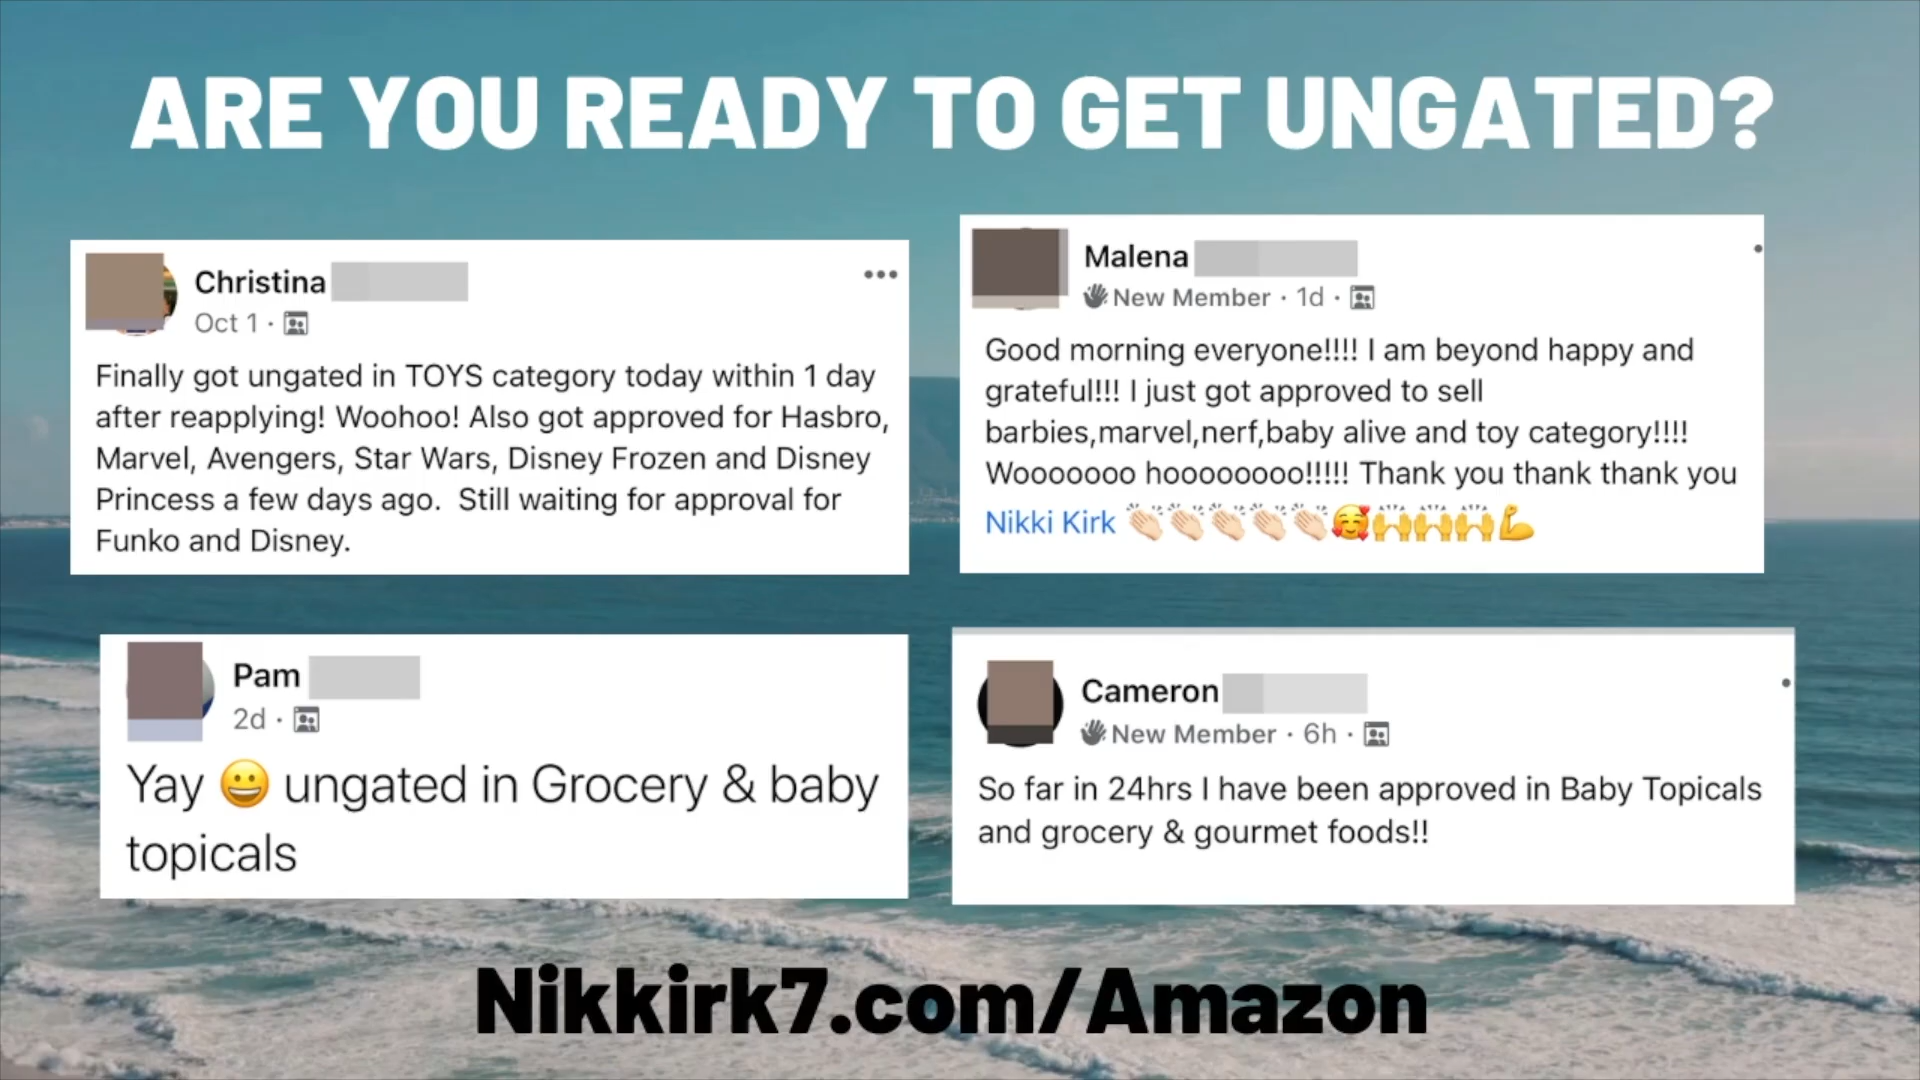 ARE YOU READY TO GET UNGATED?
Christina
Oct 1 ·
Finally got ungated in TOYS category today within 1 day
after reapplying! Woohoo! Also got approved for Hasbro,
Marvel, Avengers, Star Wars, Disney Frozen and Disney
Princess a few days ago.  Still waiting for approval for
Funko and Disney.
Malena
👋 New Member · 1d ·
Good morning everyone!!!! I am beyond happy and
grateful!!! I just got approved to sell
barbies,marvel,nerf,baby alive and toy category!!!!
Wooooooo hoooooooo!!!!! Thank you thank thank you
Nikki Kirk 👏🏻👏🏻👏🏻👏🏻👏🏻🥰🙌🙌🙌💪
Pam
2d ·
Yay 😀 ungated in Grocery & baby
topicals
Cameron
👋 New Member · 6h ·
So far in 24hrs I have been approved in Baby Topicals
and grocery & gourmet foods!!
Nikkirk7.com/Amazon